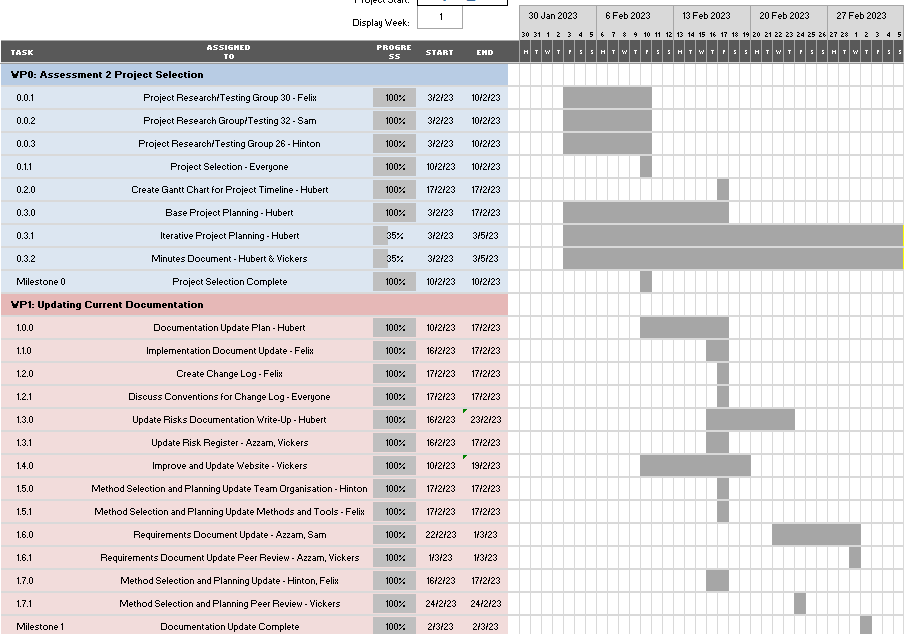 Project Start:
Display Week: 1
30 Jan 2023 6 Feb 2023 13 Feb 2023 20 Feb 2023 27 Feb 2023
30 31 1 2 3 4 5 6 7 8 9 10 11 12 13 14 15 16 17 18 19 20 21 22 23 24 25 26 27 28 1 2 3 4 5
TASK ASSIGNED TO PROGRESS START END M T W T F S S M T W T F S S M T W T F S S M T W T F S S M T W T F S S
WP0: Assessment 2 Project Selection
0.0.1 Project Research/Testing Group 30 - Felix 100% 3/2/23 10/2/23
0.0.2 Project Research Group/Testing 32 - Sam 100% 3/2/23 10/2/23
0.0.3 Project Research/Testing Group 26 - Hinton 100% 3/2/23 10/2/23
0.1.1 Project Selection - Everyone 100% 10/2/23 10/2/23
0.2.0 Create Gantt Chart for Project Timeline - Hubert 100% 17/2/23 17/2/23
0.3.0 Base Project Planning - Hubert 100% 3/2/23 17/2/23
0.3.1 Iterative Project Planning - Hubert 35% 3/2/23 3/5/23
0.3.2 Minutes Document - Hubert & Vickers 35% 3/2/23 3/5/23
Milestone 0 Project Selection Complete 100% 10/2/23 10/2/23
WP1: Updating Current Documentation
1.0.0 Documentation Update Plan - Hubert 100% 10/2/23 17/2/23
1.1.0 Implementation Document Update - Felix 100% 16/2/23 17/2/23
1.2.0 Create Change Log - Felix 100% 17/2/23 17/2/23
1.2.1 Discuss Conventions for Change Log - Everyone 100% 17/2/23 17/2/23
1.3.0 Update Risks Documentation Write-Up - Hubert 100% 16/2/23 23/2/23
1.3.1 Update Risk Register - Azzam, Vickers 100% 16/2/23 17/2/23
1.4.0 Improve and Update Website - Vickers 100% 10/2/23 19/2/23
1.5.0 Method Selection and Planning Update Team Organisation - Hinton 100% 17/2/23 17/2/23
1.5.1 Method Selection and Planning Update Methods and Tools - Felix 100% 17/2/23 17/2/23
1.6.0 Requirements Document Update - Azzam, Sam 100% 22/2/23 1/3/23
1.6.1 Requirements Document Update Peer Review - Azzam, Vickers 100% 1/3/23 1/3/23
1.7.0 Method Selection and Planning Update - Hinton, Felix 100% 16/2/23 17/2/23
1.7.1 Method Selection and Planning Peer Review - Vickers 100% 24/2/23 24/2/23
Milestone 1 Documentation Update Complete 100% 2/3/23 2/3/23